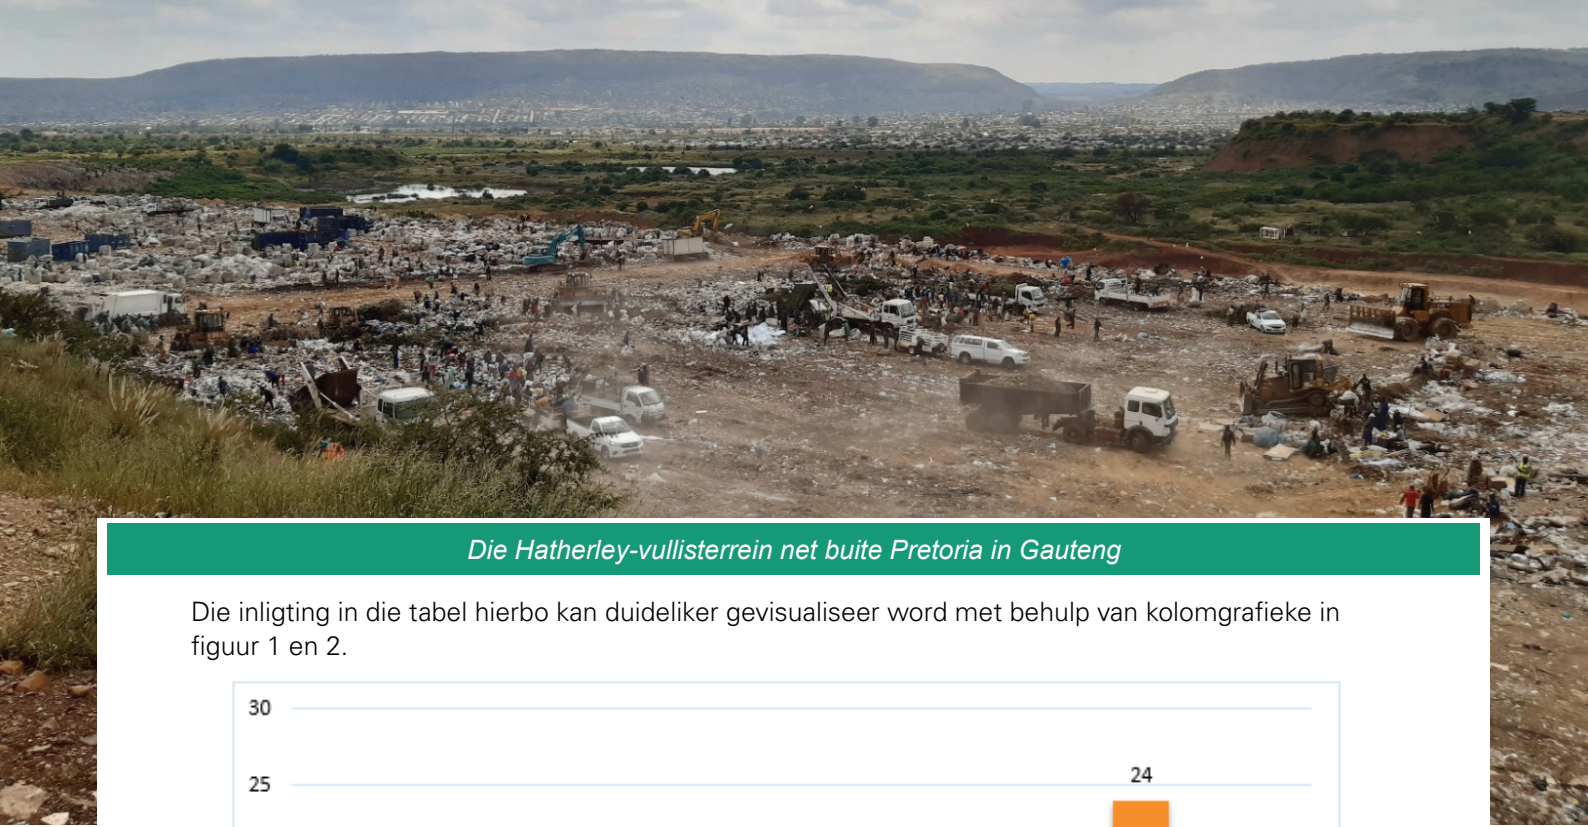 Die Hatherley-vullisterrein net buite Pretoria in Gauteng
Die inligting in die tabel hierbo kan duideliker gevisualiseer word met behulp van kolomgrafieke in
figuur 1 en 2.
30
25
24